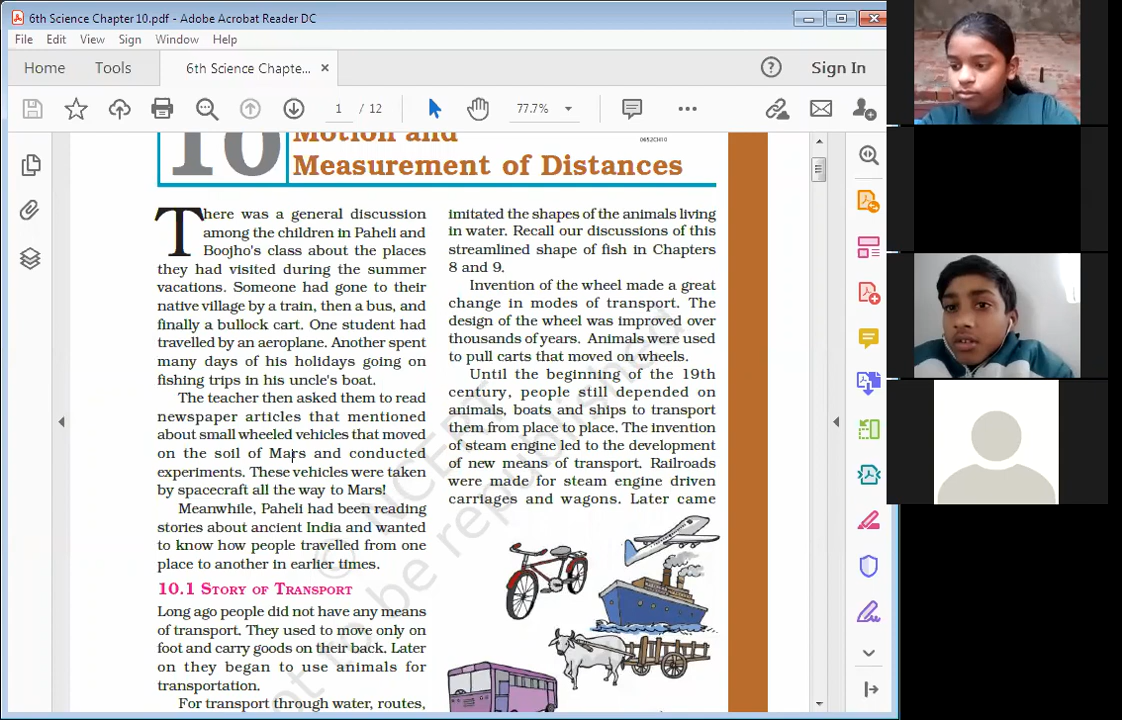 6th Science Chapter 10.pdf - Adobe Acrobat Reader DC
File Edit View Sign Window Help
Home Tools 6th Science Chapte... × Sign In
1 / 12 77.7%
10
Motion and
Measurement of Distances
There was a general discussion
among the children in Paheli and
Boojho's class about the places
they had visited during the summer
vacations. Someone had gone to their
native village by a train, then a bus, and
finally a bullock cart. One student had
travelled by an aeroplane. Another spent
many days of his holidays going on
fishing trips in his uncle's boat.
The teacher then asked them to read
newspaper articles that mentioned
about small wheeled vehicles that moved
on the soil of Mars and conducted
experiments. These vehicles were taken
by spacecraft all the way to Mars!
Meanwhile, Paheli had been reading
stories about ancient India and wanted
to know how people travelled from one
place to another in earlier times.
10.1 STORY OF TRANSPORT
Long ago people did not have any means
of transport. They used to move only on
foot and carry goods on their back. Later
on they began to use animals for
transportation.
For transport through water, routes,
imitated the shapes of the animals living
in water. Recall our discussions of this
streamlined shape of fish in Chapters
8 and 9.
Invention of the wheel made a great
change in modes of transport. The
design of the wheel was improved over
thousands of years. Animals were used
to pull carts that moved on wheels.
Until the beginning of the 19th
century, people still depended on
animals, boats and ships to transport
them from place to place. The invention
of steam engine led to the development
of new means of transport. Railroads
were made for steam engine driven
carriages and wagons. Later came
© NCERT
not to be republished